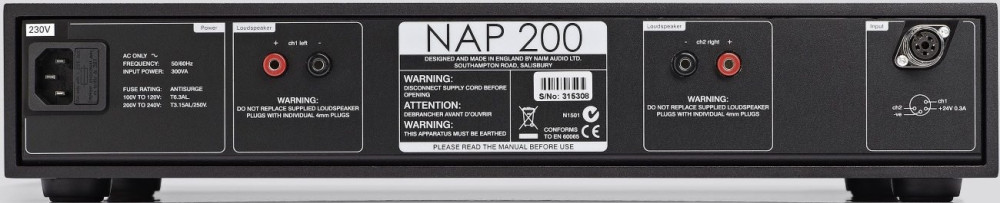 230V
Power
AC ONLY ~
FREQUENCY: 50/60Hz
INPUT POWER: 300VA
FUSE RATING: ANTISURGE
100V TO 120V: T6.3AL.
200V TO 240V: T3.15AL/250V.
Loudspeaker
+ ch1 left -
WARNING:
DO NOT REPLACE SUPPLIED LOUDSPEAKER
PLUGS WITH INDIVIDUAL 4mm PLUGS
NAP 200
DESIGNED AND MADE IN ENGLAND BY NAIM AUDIO LTD.
SOUTHAMPTON ROAD, SALISBURY
WARNING:
DISCONNECT SUPPLY CORD BEFORE
OPENING
ATTENTION:
DEBRANCHER AVANT D'OUVRIR
WARNING:
THIS APPARATUS MUST BE EARTHED
S/No: 315308
N1501
CONFORMS
TO EN 60065
PLEASE READ THE MANUAL BEFORE USE
Loudspeaker
- ch2 right +
WARNING:
DO NOT REPLACE SUPPLIED LOUDSPEAKER
PLUGS WITH INDIVIDUAL 4mm PLUGS
Input
ch1
ch2
+24V 0.3A
-ve